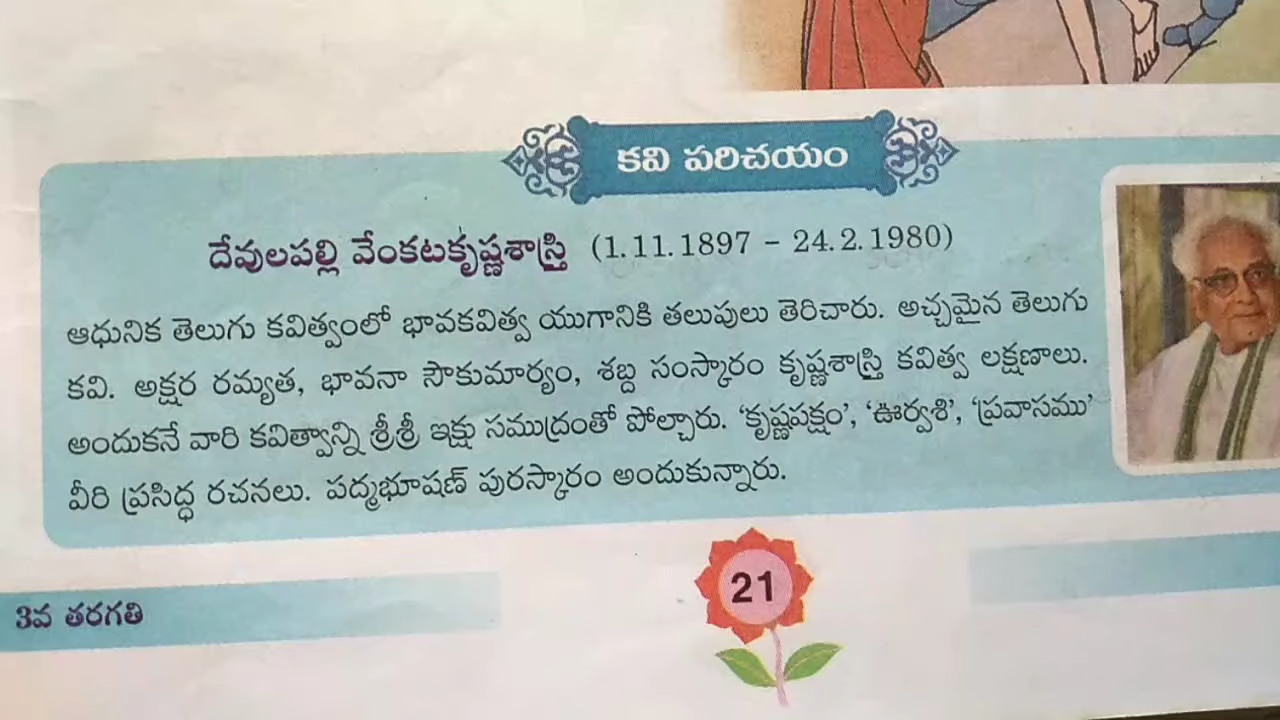 కవి పరిచయం
దేవులపల్లి వేంకటకృష్ణశాస్త్రి (1.11.1897 - 24.2.1980)
ఆధునిక తెలుగు కవిత్వంలో భావకవిత్వ యుగానికి తలుపులు తెరిచారు. అచ్చమైన తెలుగు
కవి. అక్షర రమ్యత, భావనా సౌకుమార్యం, శబ్ద సంస్కారం కృష్ణశాస్త్రి కవిత్వ లక్షణాలు.
అందుకనే వారి కవిత్వాన్ని శ్రీశ్రీ ఇక్షు సముద్రంతో పోల్చారు. ‘కృష్ణపక్షం’, ‘ఊర్వశి’, ‘ప్రవాసము’
వీరి ప్రసిద్ధ రచనలు. పద్మభూషణ్ పురస్కారం అందుకున్నారు.
21
3వ తరగతి